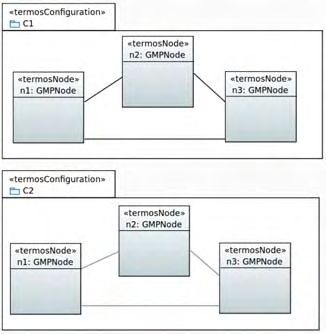 «termosConfiguration»
C1
«termosNode»
n2: GMPNode
«termosNode»
n1: GMPNode
«termosNode»
n3: GMPNode
«termosConfiguration»
C2
«termosNode»
n2: GMPNode
«termosNode»
n1: GMPNode
«termosNode»
n3: GMPNode